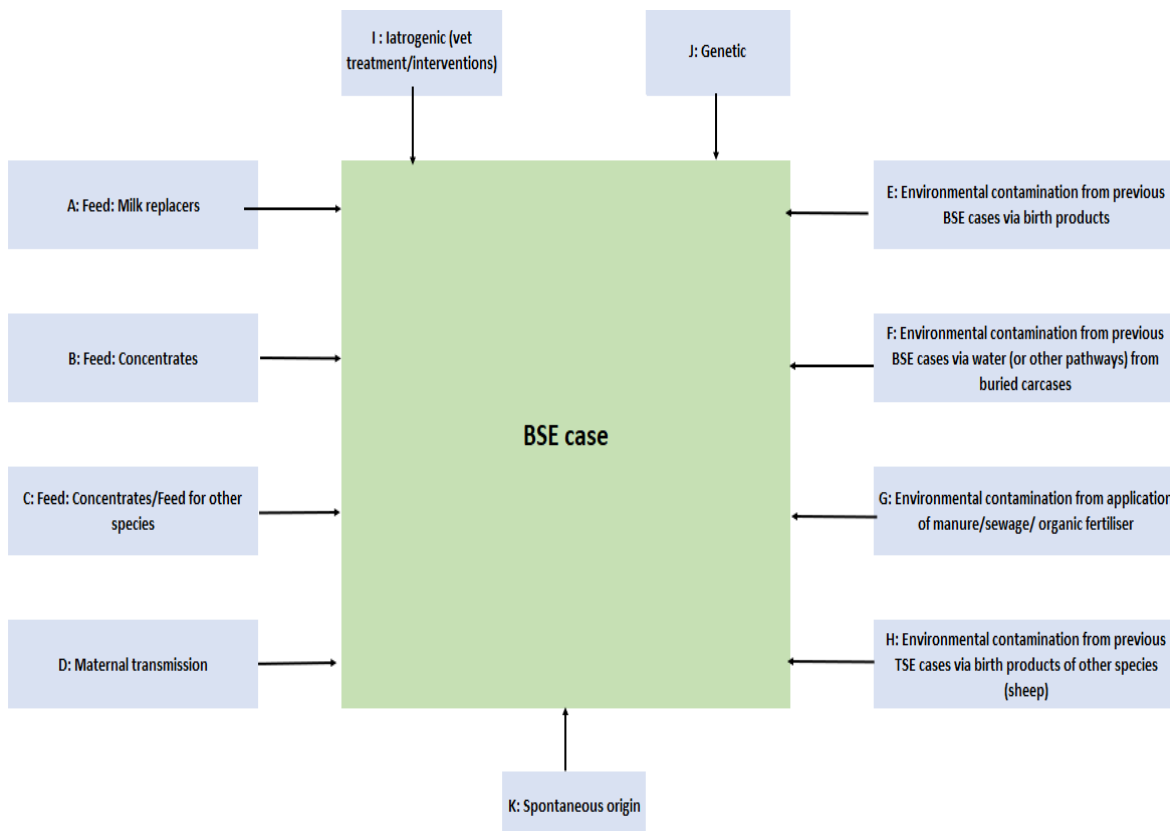 I : Iatrogenic (vet
treatment/interventions)
J: Genetic
A: Feed: Milk replacers
B: Feed: Concentrates
C: Feed: Concentrates/Feed for other
species
D: Maternal transmission
BSE case
E: Environmental contamination from previous
BSE cases via birth products
F: Environmental contamination from previous
BSE cases via water (or other pathways) from
buried carcases
G: Environmental contamination from application
of manure/sewage/ organic fertiliser
H: Environmental contamination from previous
TSE cases via birth products of other species
(sheep)
K: Spontaneous origin